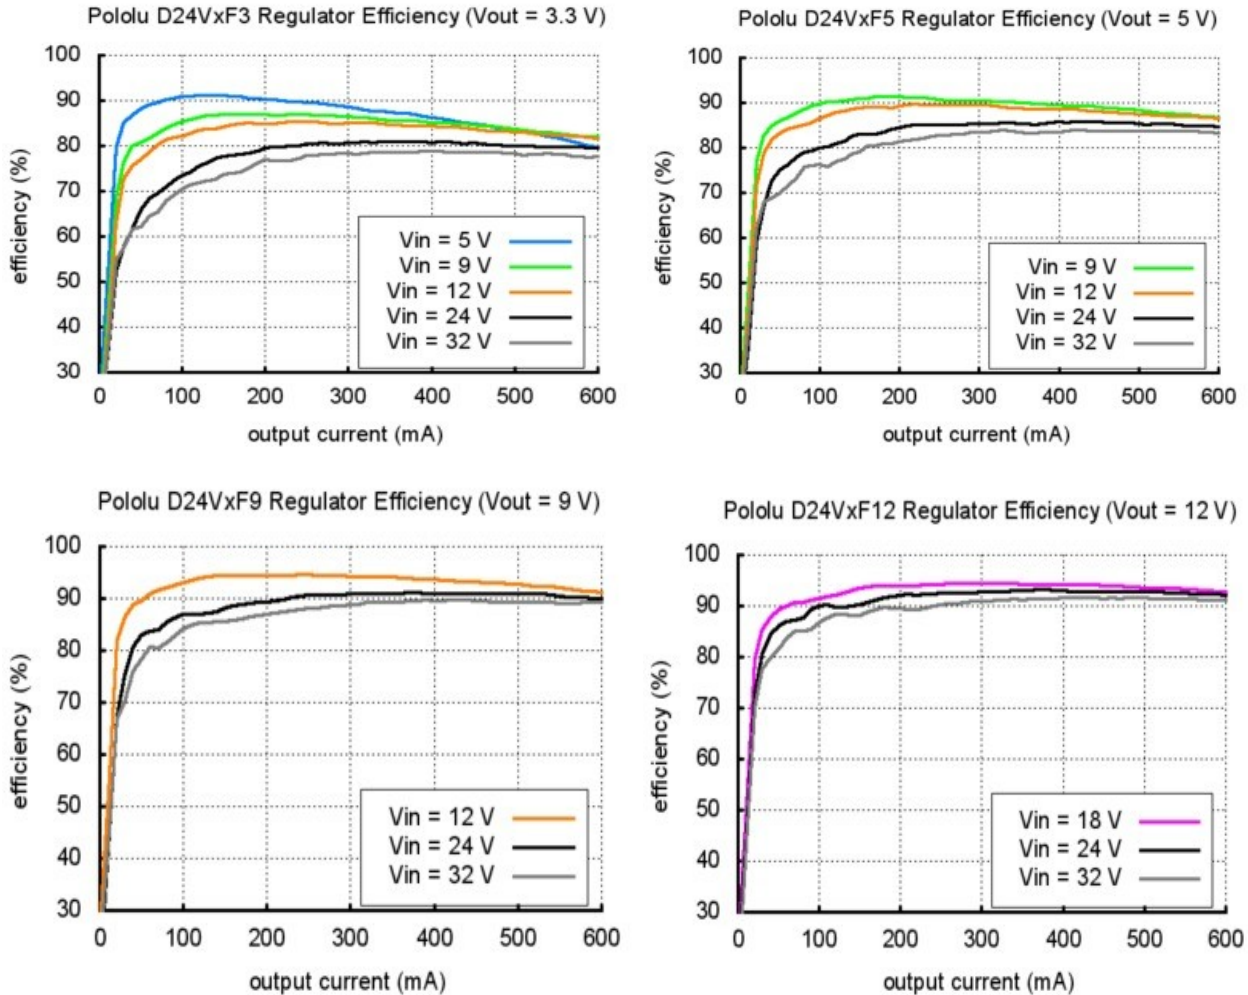 Pololu D24VxF3 Regulator Efficiency (Vout = 3.3 V)
efficiency (%)
100
90
80
70
60
50
40
30
Vin = 5 V
Vin = 9 V
Vin = 12 V
Vin = 24 V
Vin = 32 V
0 100 200 300 400 500 600
output current (mA)
Pololu D24VxF5 Regulator Efficiency (Vout = 5 V)
efficiency (%)
100
90
80
70
60
50
40
30
Vin = 9 V
Vin = 12 V
Vin = 24 V
Vin = 32 V
0 100 200 300 400 500 600
output current (mA)
Pololu D24VxF9 Regulator Efficiency (Vout = 9 V)
efficiency (%)
100
90
80
70
60
50
40
30
Vin = 12 V
Vin = 24 V
Vin = 32 V
0 100 200 300 400 500 600
output current (mA)
Pololu D24VxF12 Regulator Efficiency (Vout = 12 V)
efficiency (%)
100
90
80
70
60
50
40
30
Vin = 18 V
Vin = 24 V
Vin = 32 V
0 100 200 300 400 500 600
output current (mA)